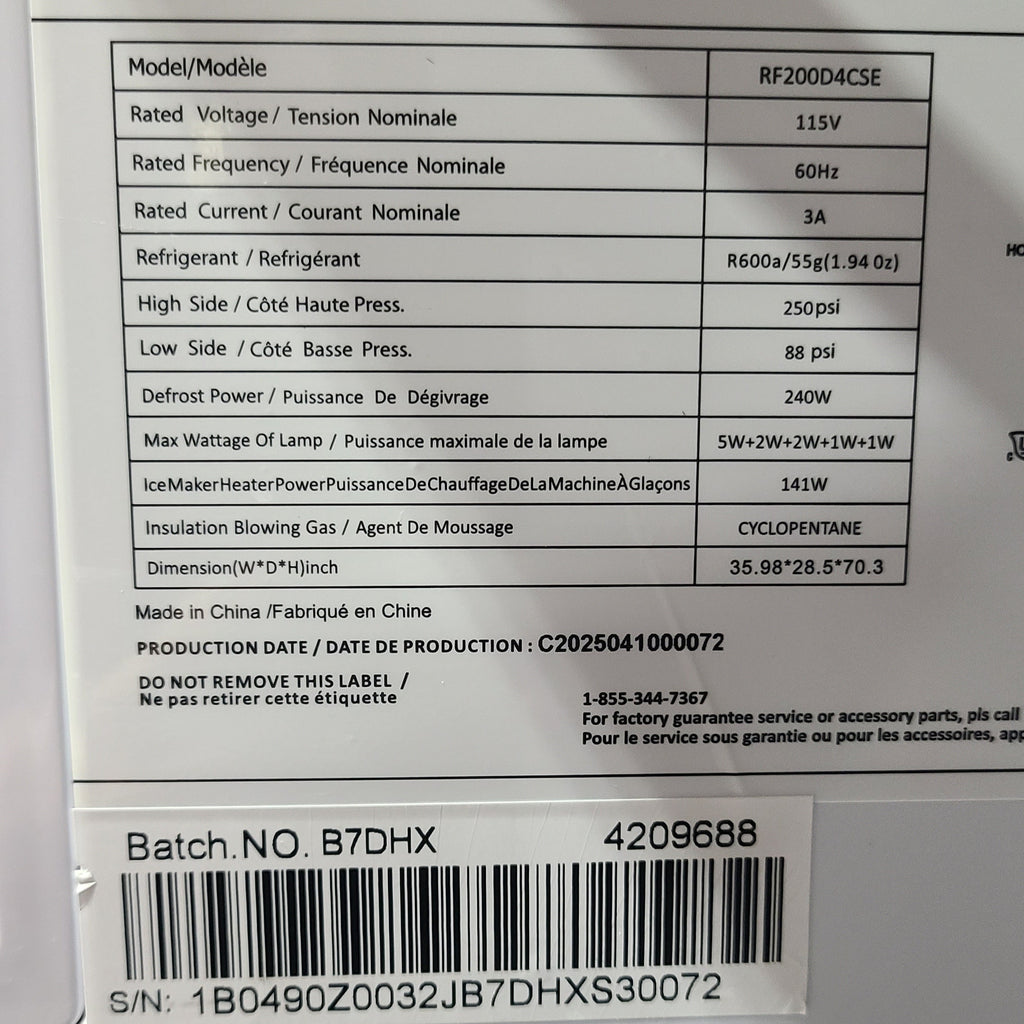 Model/Modèle RF200D4CSE
Rated Voltage / Tension Nominale 115V
Rated Frequency / Fréquence Nominale 60Hz
Rated Current / Courant Nominale 3A
Refrigerant / Refrigérant R600a/55g(1.94 0z)
High Side / Côté Haute Press. 250psi
Low Side / Côté Basse Press. 88 psi
Defrost Power / Puissance De Dégivrage 240W
Max Wattage Of Lamp / Puissance maximale de la lampe 5W+2W+2W+1W+1W
IceMakerHeaterPowerPuissanceDeChauffageDeLaMachineÀGlaçons 141W
Insulation Blowing Gas / Agent De Moussage CYCLOPENTANE
Dimension(W*D*H)inch 35.98*28.5*70.3
Made in China /Fabriqué en Chine
PRODUCTION DATE / DATE DE PRODUCTION : C2025041000072
DO NOT REMOVE THIS LABEL /
Ne pas retirer cette étiquette
1-855-344-7367
For factory guarantee service or accessory parts, pls call
Pour le service sous garantie ou pour les accessoires,
Batch.NO. B7DHX 4209688
S/N: 1B0490Z0032JB7DHXS30072